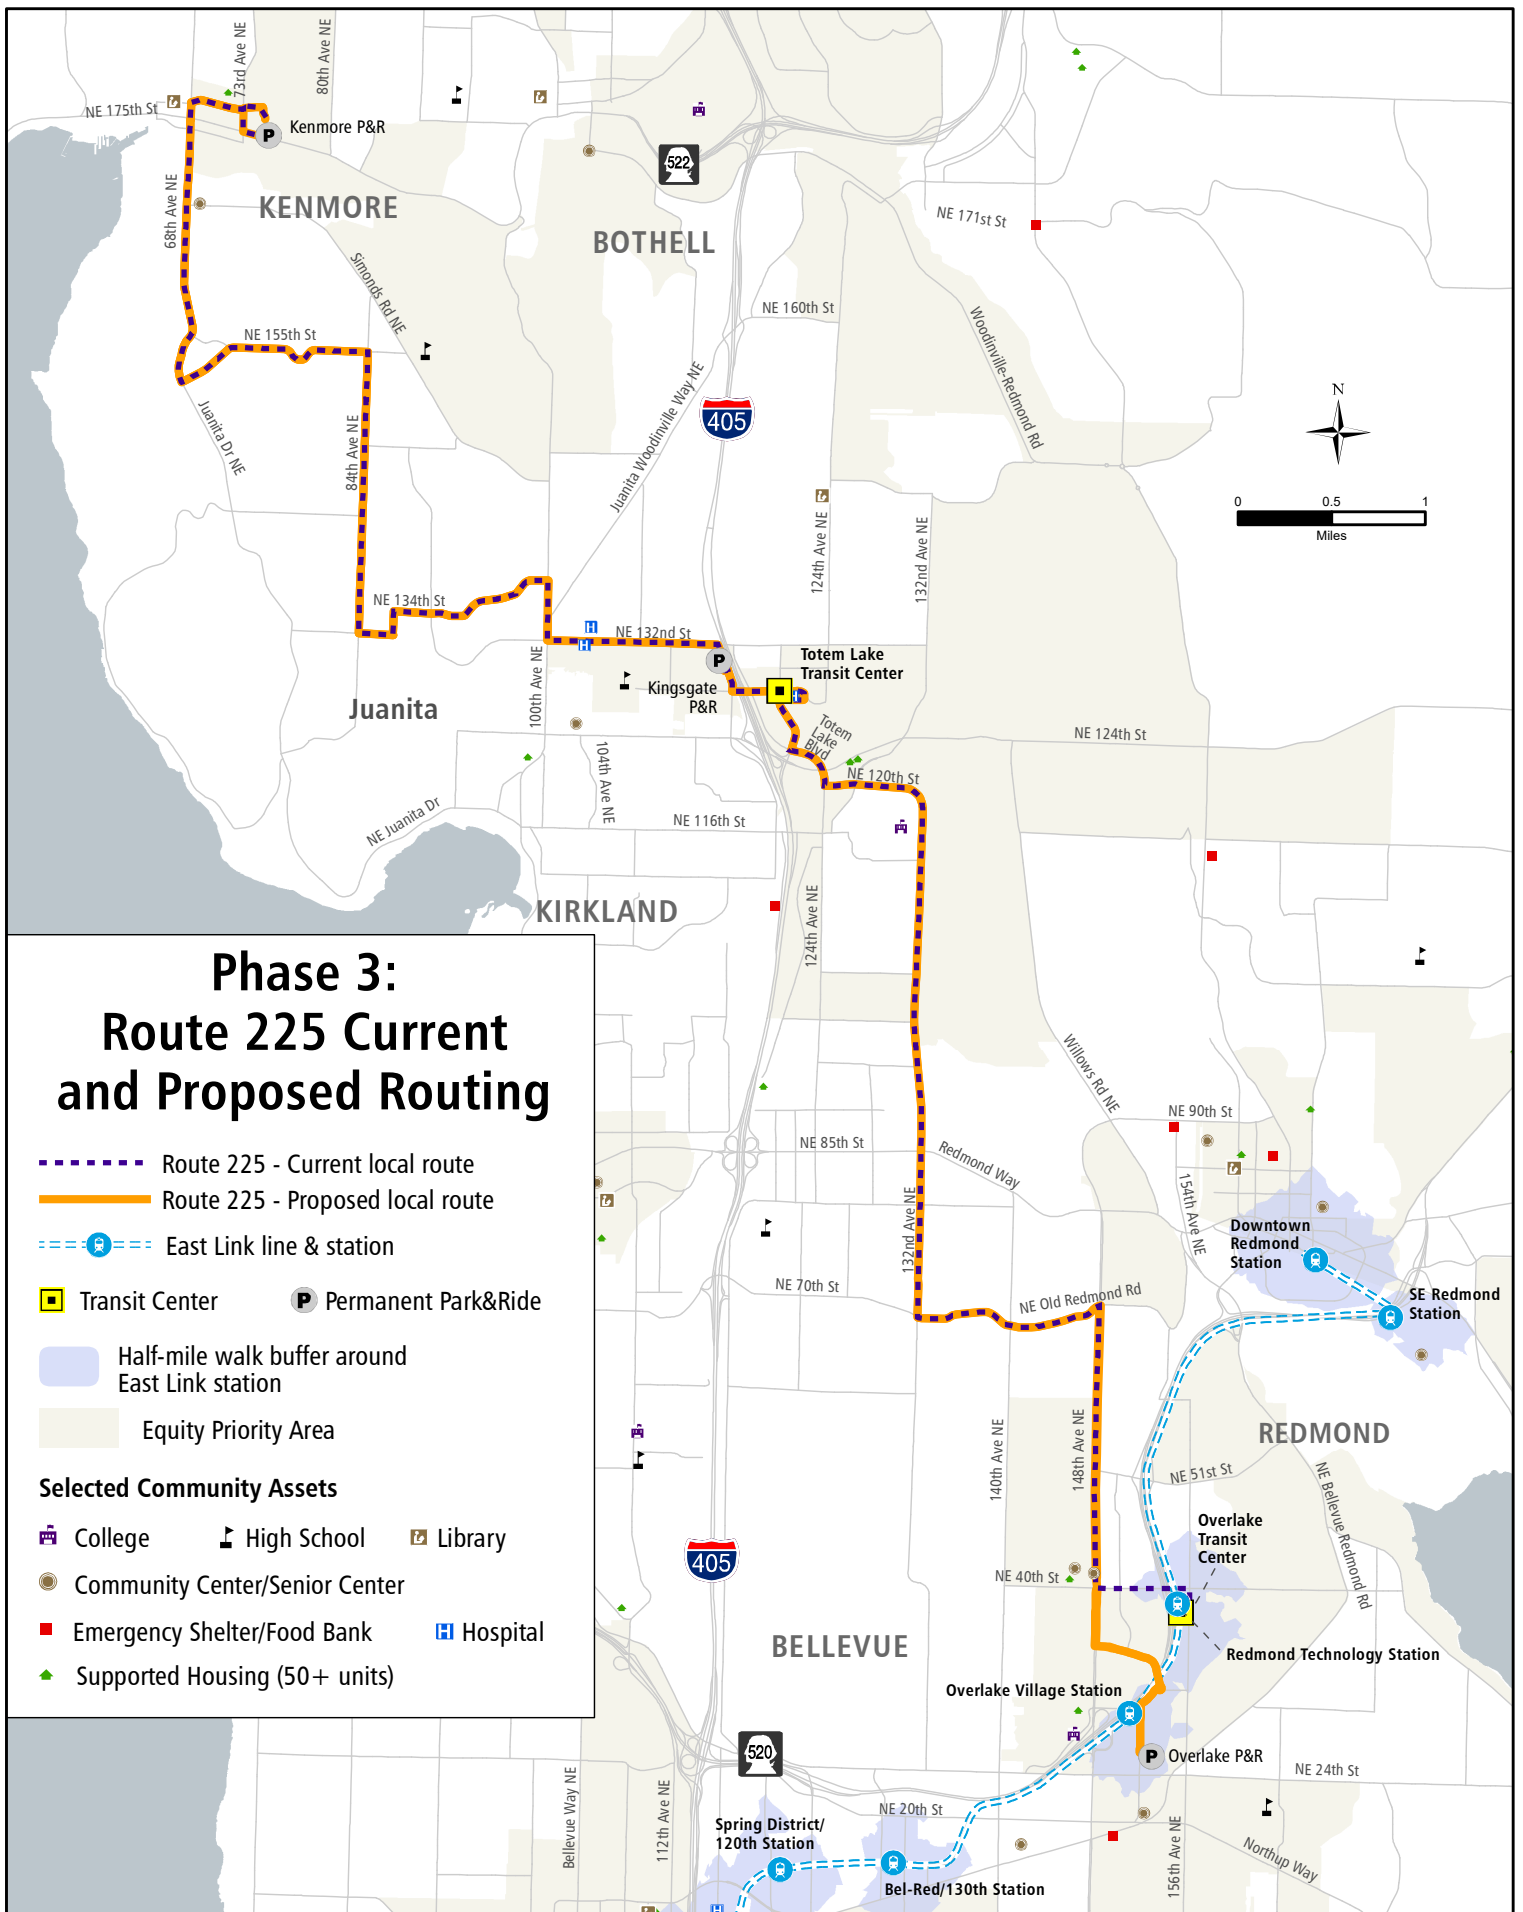 73rd Ave NE
80th Ave NE
NE 175th St
Kenmore P&R
522
68th Ave NE
KENMORE
BOTHELL
NE 171st St
Simonds Rd NE
NE 160th St
NE 155th St
Woodinville-Redmond Rd
Juanita Woodinville Way NE
405
N
Juanita Dr NE
84th Ave NE
0 0.5 1
Miles
124th Ave NE
132nd Ave NE
NE 134th St
NE 132nd St
Totem Lake
Transit Center
100th Ave NE
Kingsgate
P&R
Juanita
Totem
Lake
Blvd
NE 124th St
104th Ave NE
NE 120th St
NE Juanita Dr
NE 116th St
KIRKLAND
124th Ave NE
Phase 3:
Route 225 Current
and Proposed Routing
Route 225 - Current local route
Route 225 - Proposed local route
East Link line & station
Transit Center
P Permanent Park&Ride
Half-mile walk buffer around
East Link station
Equity Priority Area
Selected Community Assets
College
High School
Library
Community Center/Senior Center
Emergency Shelter/Food Bank
H Hospital
Supported Housing (50+ units)
Willows Rd NE
NE 90th St
NE 85th St
Redmond Way
154th Ave NE
132nd Ave NE
Downtown
Redmond
Station
NE 70th St
NE Old Redmond Rd
SE Redmond
Station
REDMOND
140th Ave NE
148th Ave NE
NE 51st St
NE Bellevue Redmond Rd
Overlake
Transit
Center
405
NE 40th St
BELLEVUE
Redmond Technology Station
Overlake Village Station
520
P Overlake P&R
NE 24th St
Bellevue Way NE
112th Ave NE
NE 20th St
Spring District/
120th Station
156th Ave NE
Northup Way
Bel-Red/130th Station